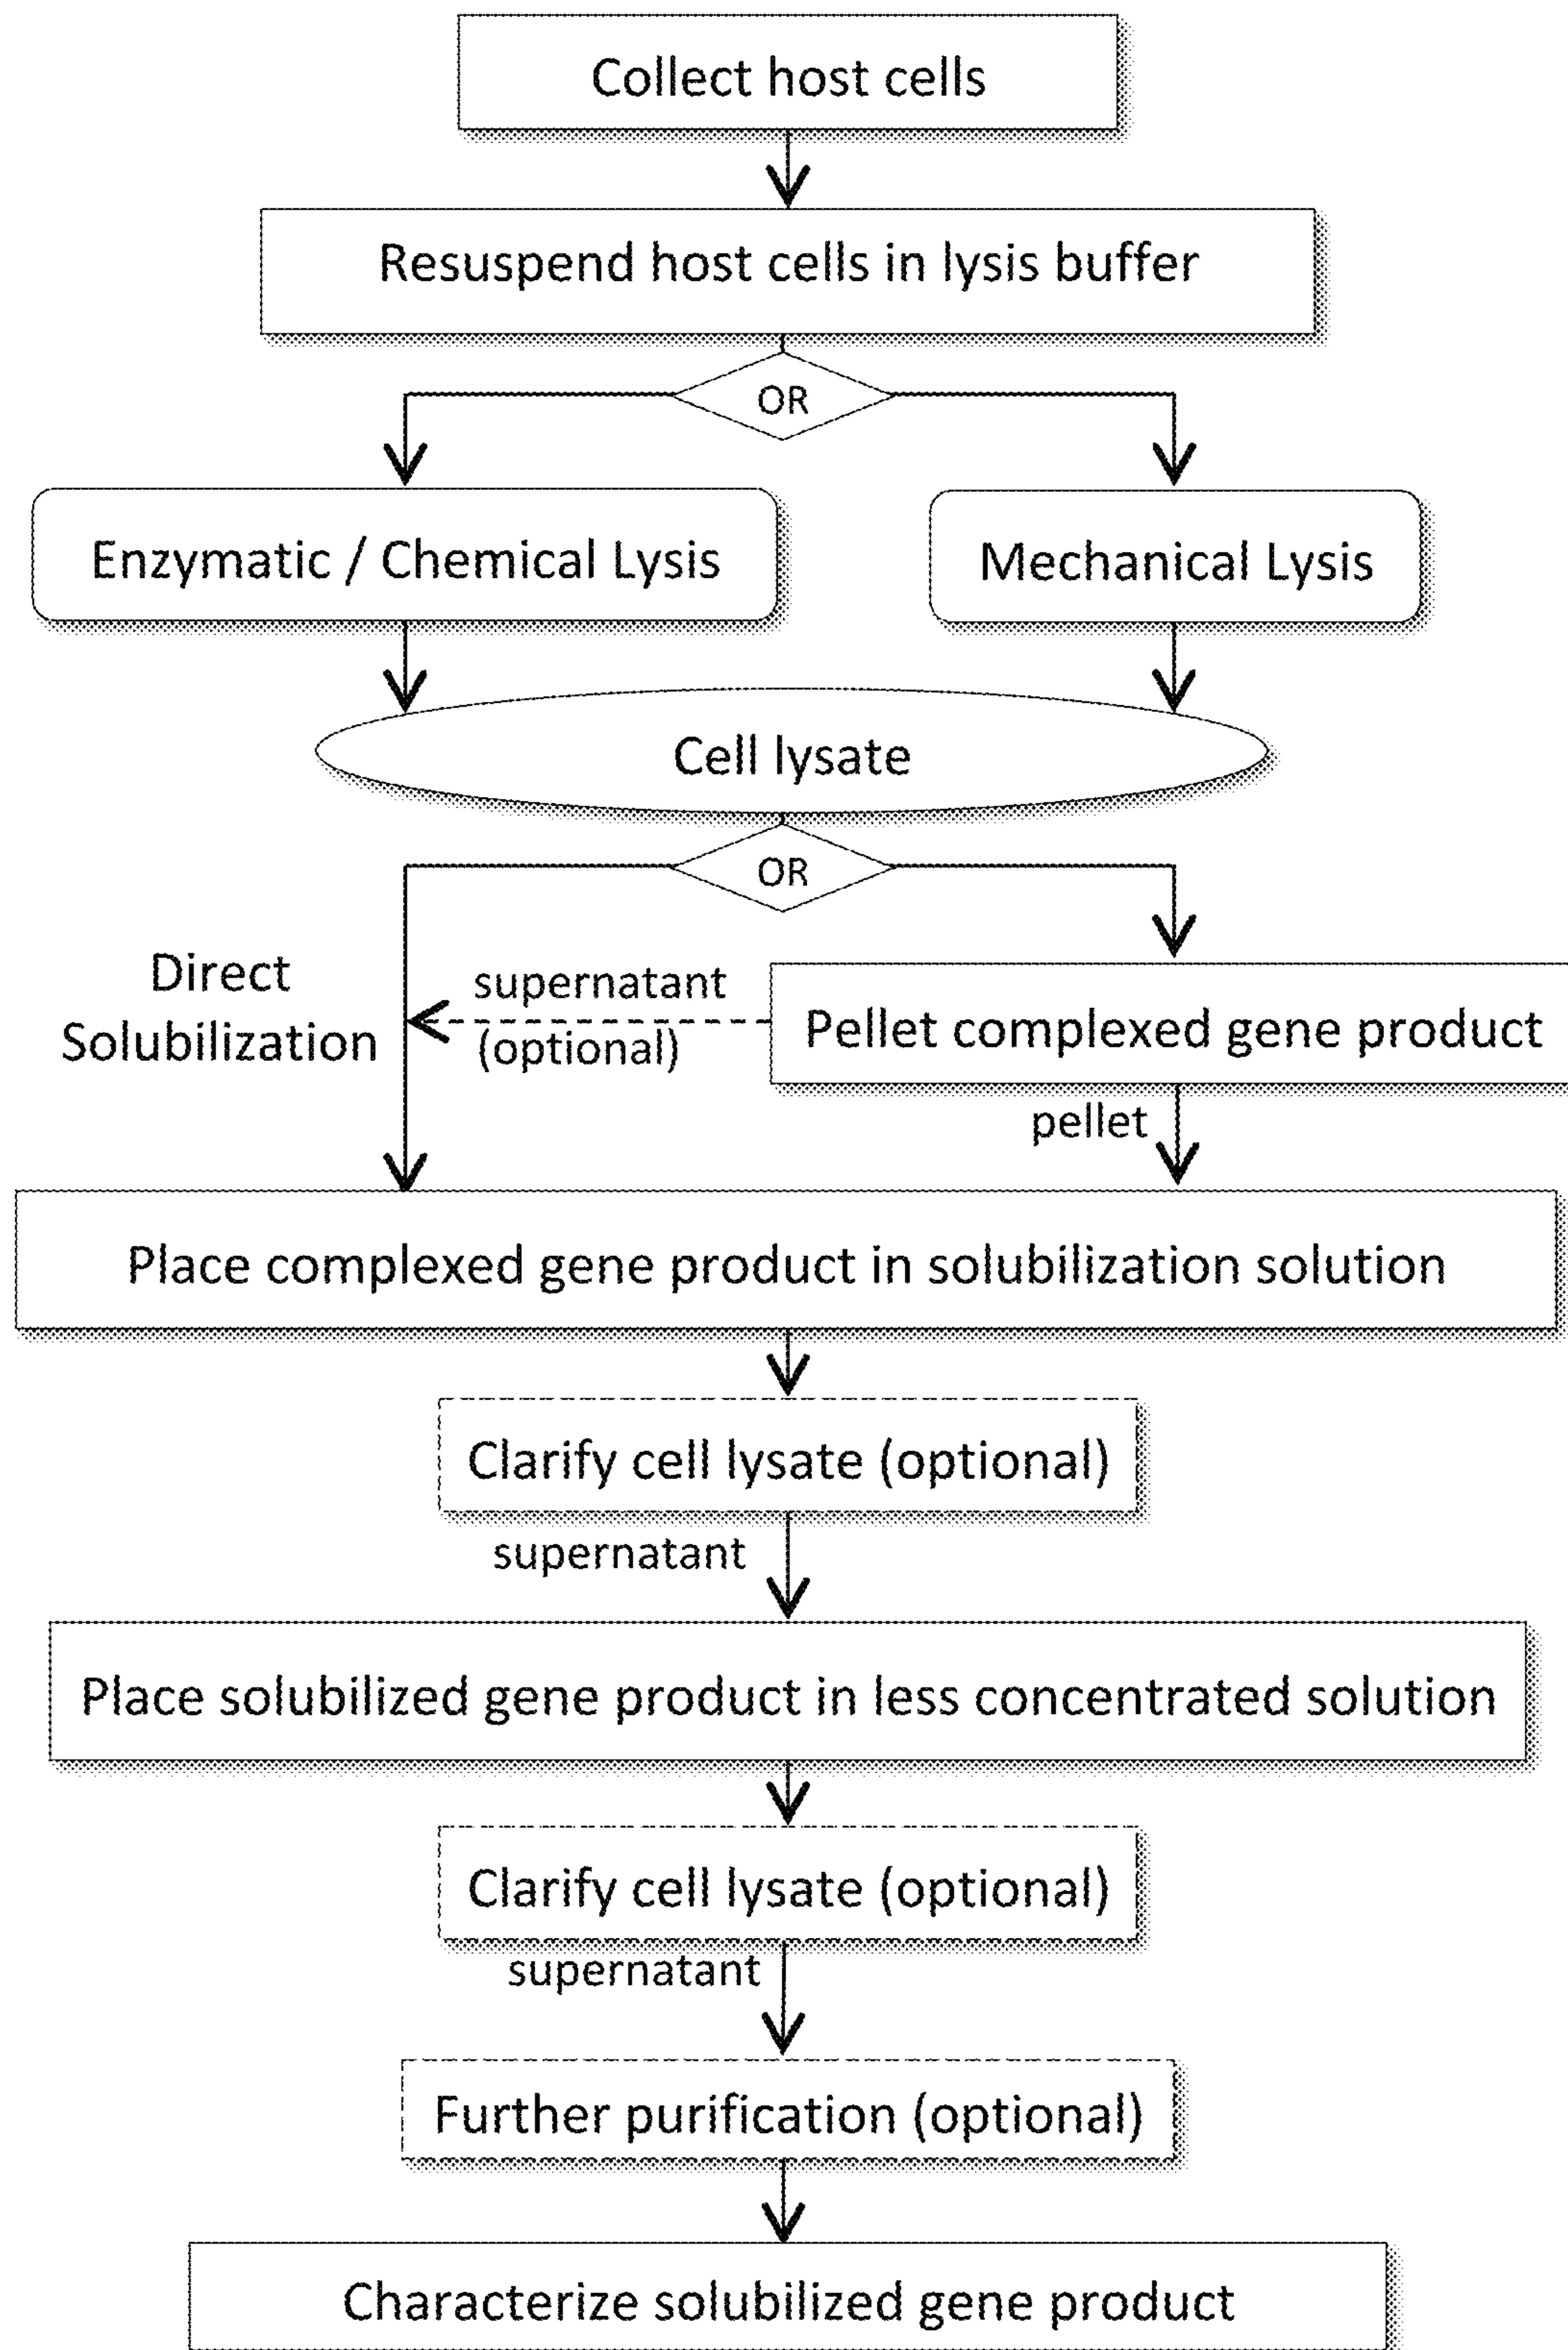 Collect host cells
Resuspend host cells in lysis buffer
OR
Enzymatic / Chemical Lysis
Mechanical Lysis
Cell lysate
OR
Direct
Solubilization
supernatant
(optional)
Pellet complexed gene product
pellet
Place complexed gene product in solubilization solution
Clarify cell lysate (optional)
supernatant
Place solubilized gene product in less concentrated solution
Clarify cell lysate (optional)
supernatant
Further purification (optional)
Characterize solubilized gene product